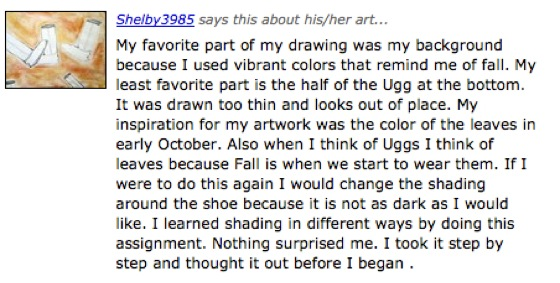 Shelby3985 says this about his/her art...
My favorite part of my drawing was my background
because I used vibrant colors that remind me of fall. My
least favorite part is the half of the Ugg at the bottom.
It was drawn too thin and looks out of place. My
inspiration for my artwork was the color of the leaves in
early October. Also when I think of Uggs I think of
leaves because Fall is when we start to wear them. If I
were to do this again I would change the shading
around the shoe because it is not as dark as I would
like. I learned shading in different ways by doing this
assignment. Nothing surprised me. I took it step by
step and thought it out before I began .